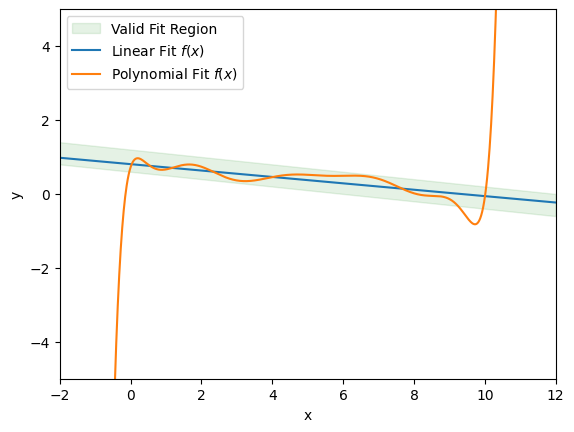 Valid Fit Region
Linear Fit f(x)
Polynomial Fit f(x)
4
2
0
−2
−4
y
−2 0 2 4 6 8 10 12
x